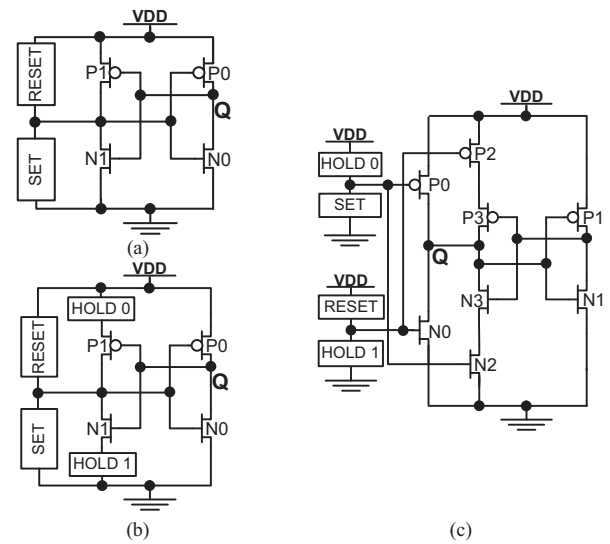 VDD
RESET
P1
P0
Q
SET
N1
N0
(a)
VDD
HOLD 0
RESET
P1
P0
Q
SET
N1
N0
HOLD 1
(b)
VDD
VDD
HOLD 0
P2
SET
P0
P3
P1
Q
VDD
RESET
N3
N1
N0
HOLD 1
N2
(c)